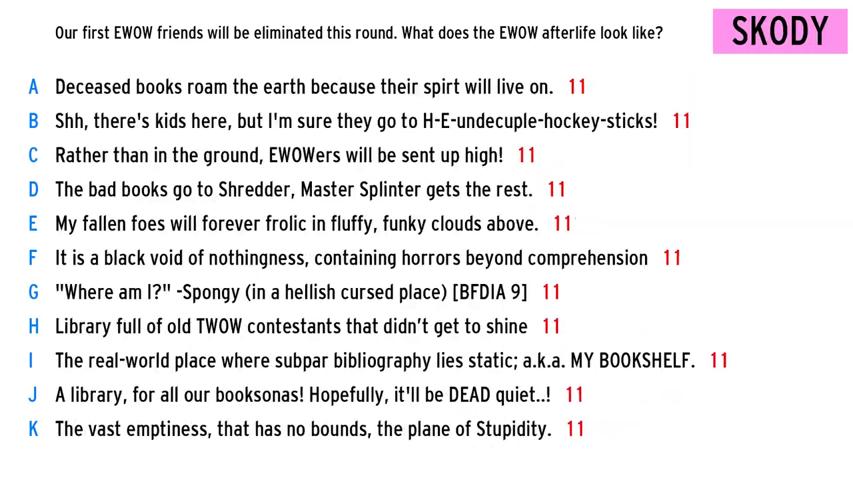 Our first EWOW friends will be eliminated this round. What does the EWOW afterlife look like?
SKODY
A Deceased books roam the earth because their spirt will live on. 11
B Shh, there's kids here, but I'm sure they go to H-E-undecuple-hockey-sticks! 11
C Rather than in the ground, EWOWers will be sent up high! 11
D The bad books go to Shredder, Master Splinter gets the rest. 11
E My fallen foes will forever frolic in fluffy, funky clouds above. 11
F It is a black void of nothingness, containing horrors beyond comprehension 11
G "Where am I?" -Spongy (in a hellish cursed place) [BFDIA 9] 11
H Library full of old TWOW contestants that didn’t get to shine 11
I The real-world place where subpar bibliography lies static; a.k.a. MY BOOKSHELF. 11
J A library, for all our booksonas! Hopefully, it'll be DEAD quiet..! 11
K The vast emptiness, that has no bounds, the plane of Stupidity. 11